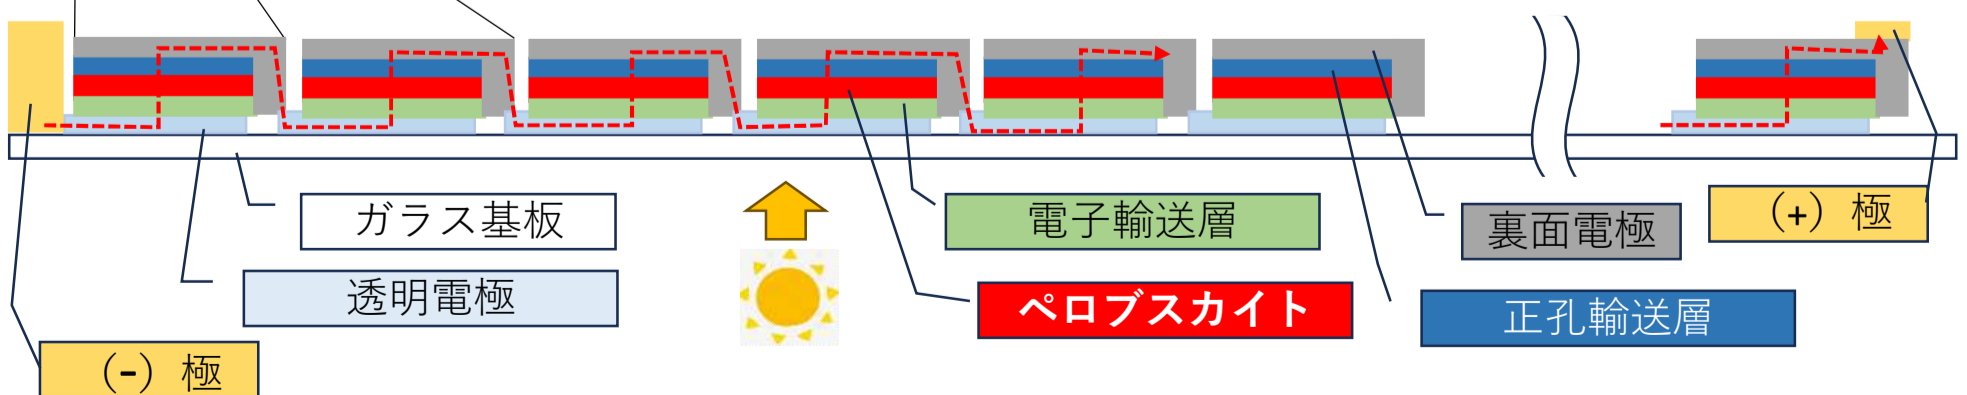 ガラス基板
電子輸送層
裏面電極
（+）極
透明電極
ペロブスカイト
正孔輸送層
（-）極